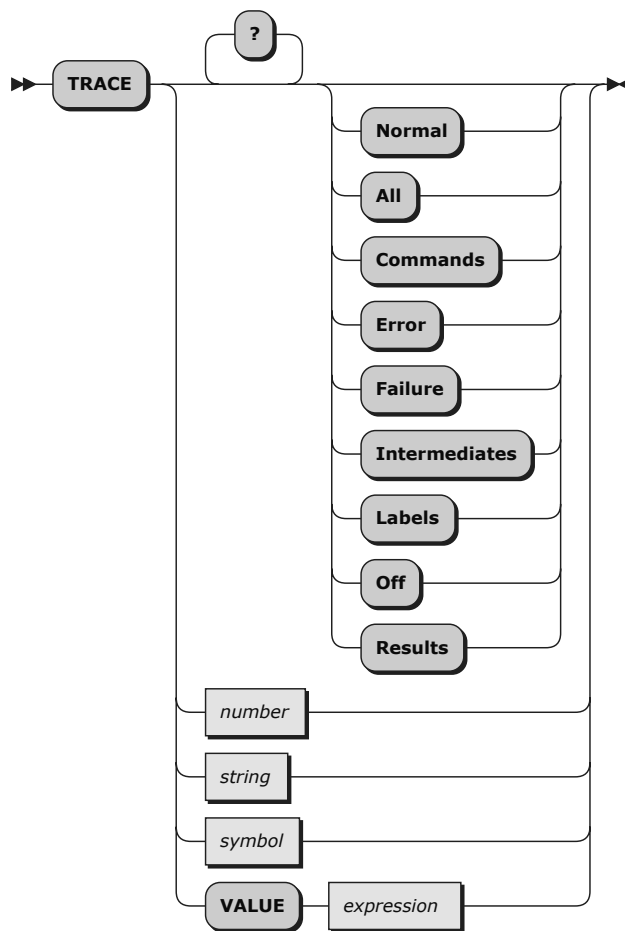 ?
TRACE
Normal
All
Commands
Error
Failure
Intermediates
Labels
Off
Results
number
string
symbol
VALUE expression